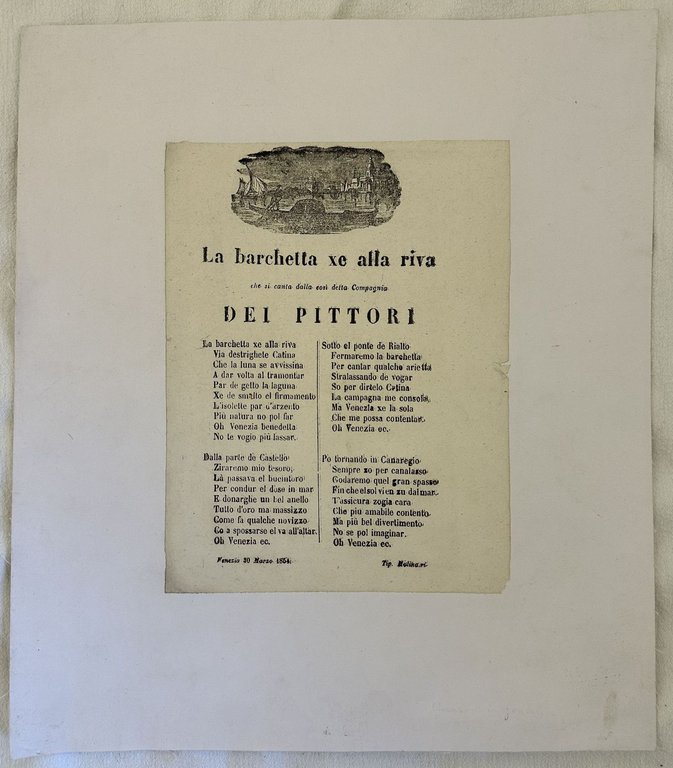 La barchetta xe alla riva
che si canta dalla così detta Compagnia
DEI PITTORI
La barchetta xe alla riva
Via destrighete Catina
Che la luna se avvissina
A dar volta al tramontar
Par de getto la laguna
Xe de smalto el firmamento
L'isolette par d'arzento
Più natura no pol far
Oh Venezia benedetta
No te vogio più lassar.
Dalla parte de Castello
Ziraremo mio tesoro,
Là passava el bucintoro
Per condur el dose in mar
E donarghe un bel anello
Tutto d'oro ma massizzo
Come fa qualche novizzo
Co a spossarse el va all'altar.
Oh Venezia ec.
Sotto el ponte de Rialto
Fermaremo la barchetta
Per cantar qualche arietta
Stralassando de vogar
So per dirtelo Catina
La campagna me consola,
Ma Venezia xe la sola
Che me possa contentar.
Oh Venezia ec.
Po tornando in Canaregio
Sempre zo per canalasso
Godaremo quel gran spasso
Fin che el sol vien zu dal mar.
T'assicura zogia cara
Che più amabile contento
Ma più bel divertimento
No se pol imaginar.
Oh Venezia ec.
Venezia 30 Marzo 1854.
Tip. Molinari